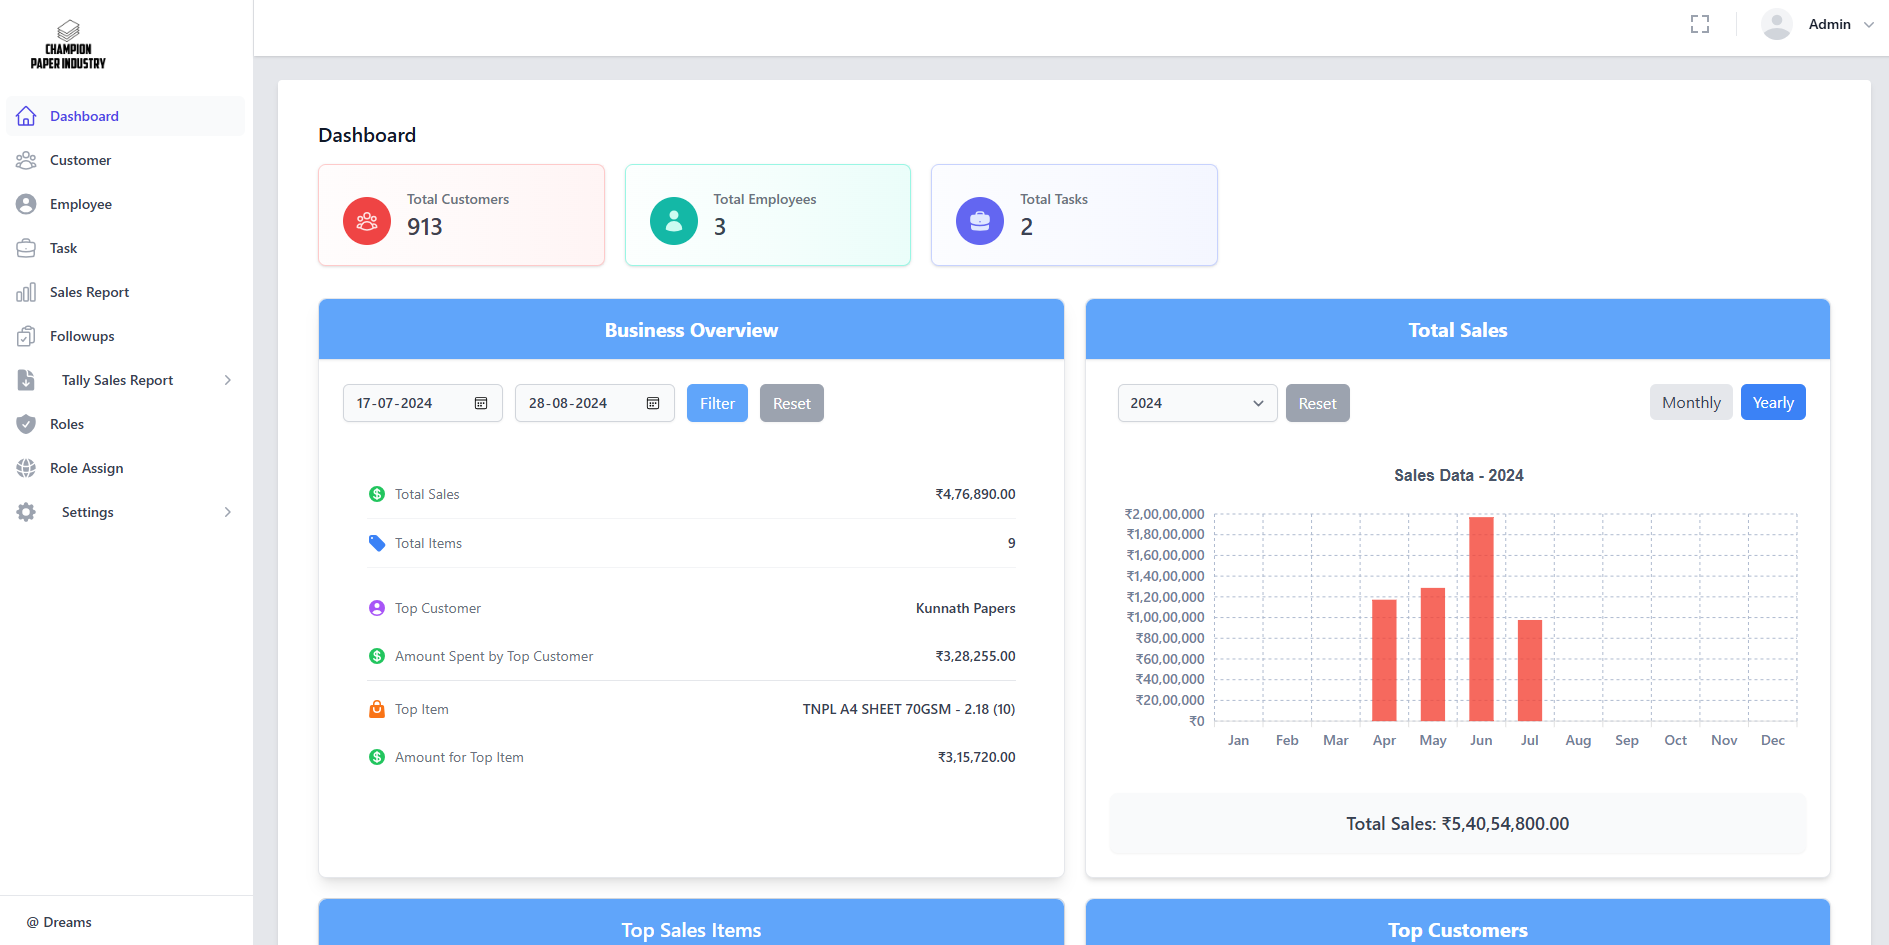 CHAMPION
PAPER INDUSTRY
Dashboard
Customer
Employee
Task
Sales Report
Followups
Tally Sales Report
Roles
Role Assign
Settings
@ Dreams
Admin
Dashboard
Total Customers
913
Total Employees
3
Total Tasks
2
Business Overview
17-07-2024
28-08-2024
Filter
Reset
Total Sales ₹4,76,890.00
Total Items 9
Top Customer Kunnath Papers
Amount Spent by Top Customer ₹3,28,255.00
Top Item TNPL A4 SHEET 70GSM - 2.18 (10)
Amount for Top Item ₹3,15,720.00
Total Sales
2024
Reset
Monthly
Yearly
Sales Data - 2024
₹2,00,00,000
₹1,80,00,000
₹1,60,00,000
₹1,40,00,000
₹1,20,00,000
₹1,00,00,000
₹80,00,000
₹60,00,000
₹40,00,000
₹20,00,000
₹0
Jan Feb Mar Apr May Jun Jul Aug Sep Oct Nov Dec
Total Sales: ₹5,40,54,800.00
Top Sales Items
Top Customers